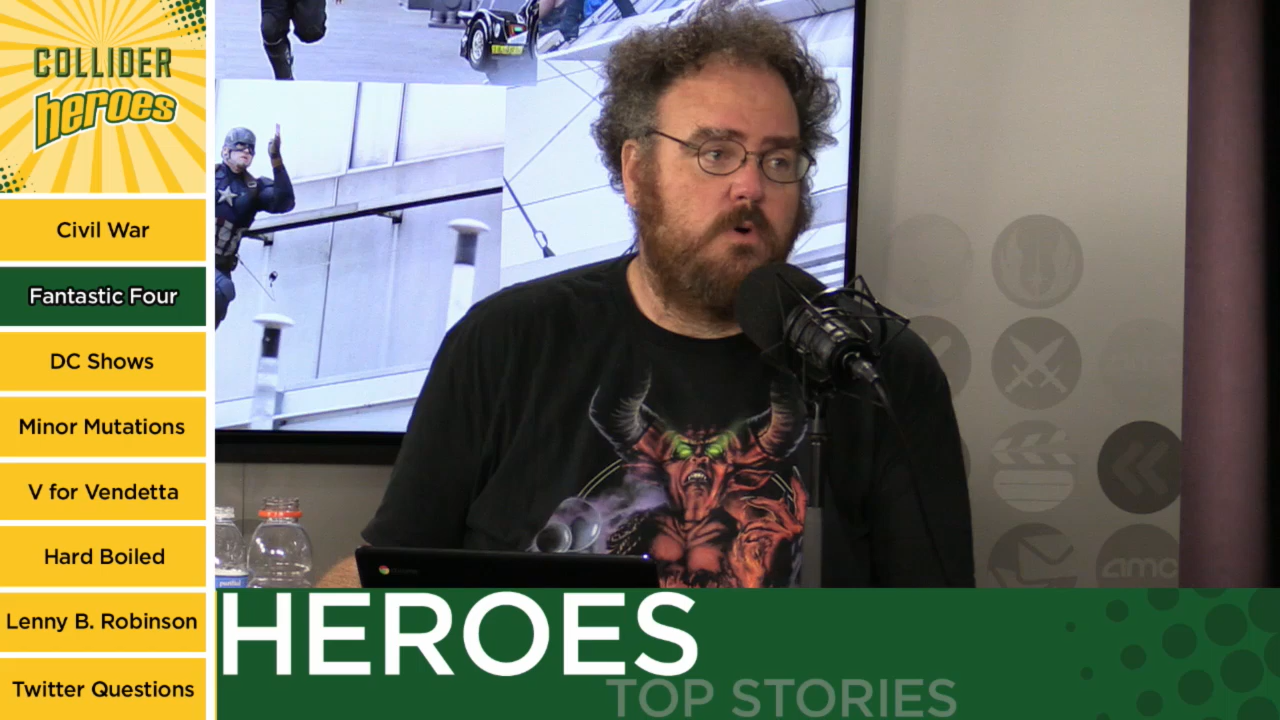 COLLIDER
heroes
Civil War
Fantastic Four
DC Shows
Minor Mutations
V for Vendetta
Hard Boiled
Lenny B. Robinson
Twitter Questions
amc
HEROES
TOP STORIES